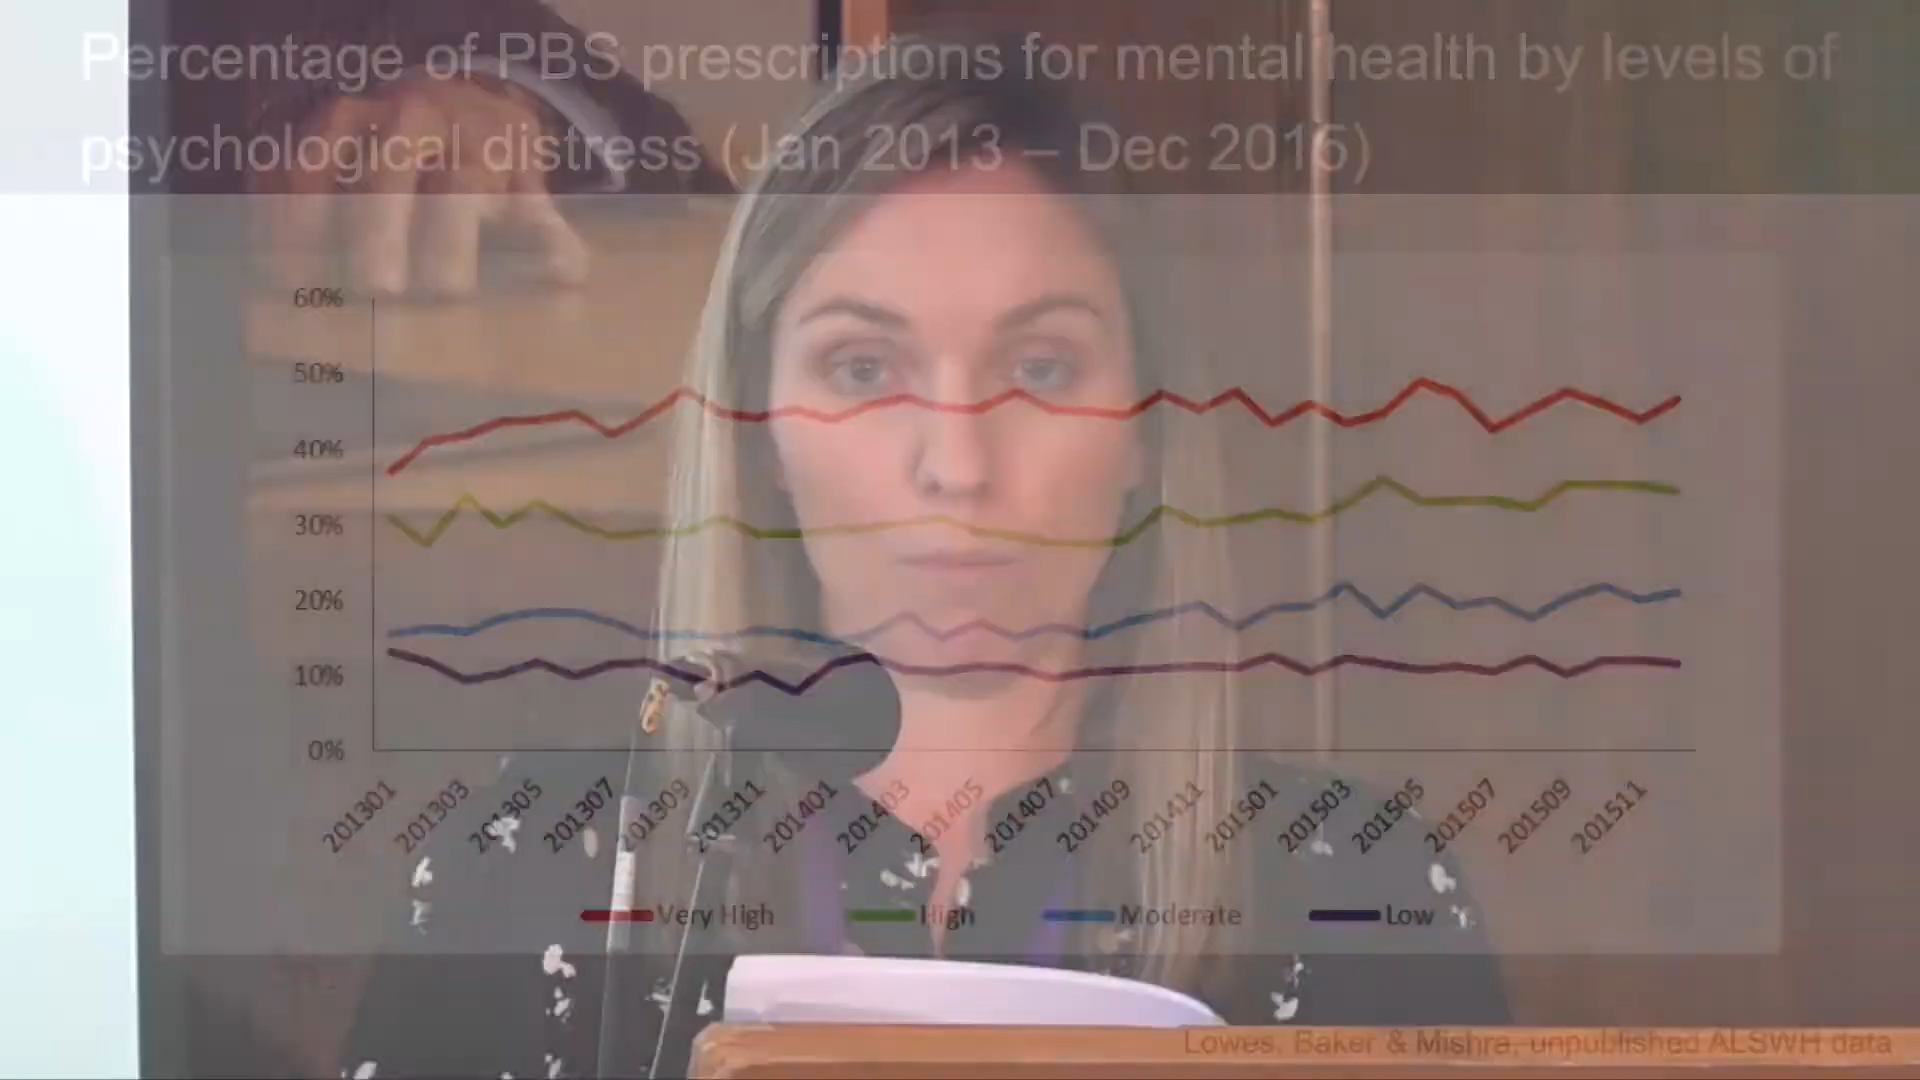 Percentage of PBS prescriptions for mental health by levels of
psychological distress (Jan 2013 – Dec 2015)
60%
50%
40%
30%
20%
10%
0%
201301 201303 201305 201307 201309 201311 201401 201403 201405 201407 201409 201411 201501 201503 201505 201507 201509 201511
Very High High Moderate Low
Lowes, Baker & Mishra, unpublished ALSWH data